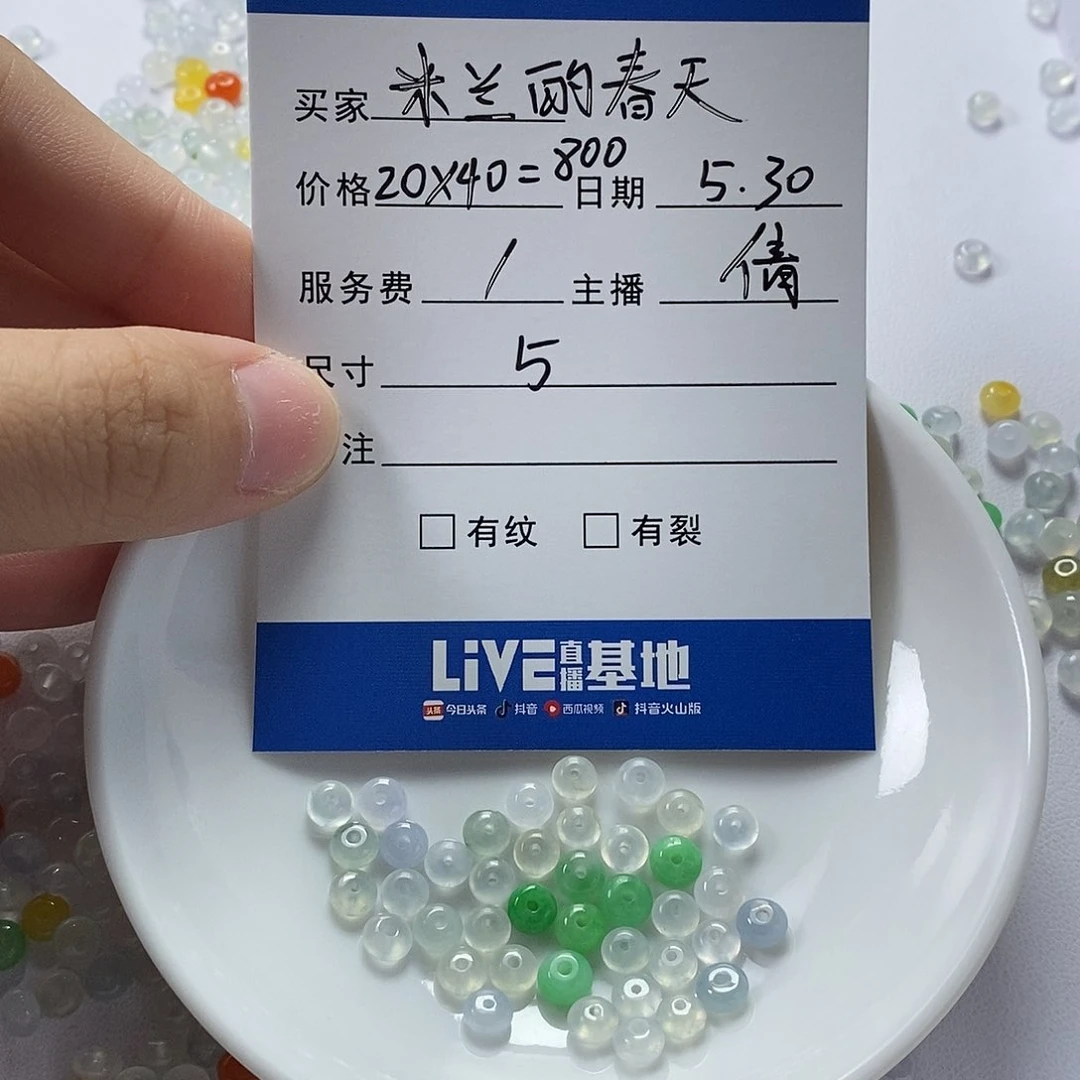 买家 米兰的春天
价格 20X40=800 日期 5.30
服务费 / 主播 倩
尺寸 5
注
有纹 有裂
LiVE直播基地
头条 今日头条 抖音 西瓜视频 抖音火山版